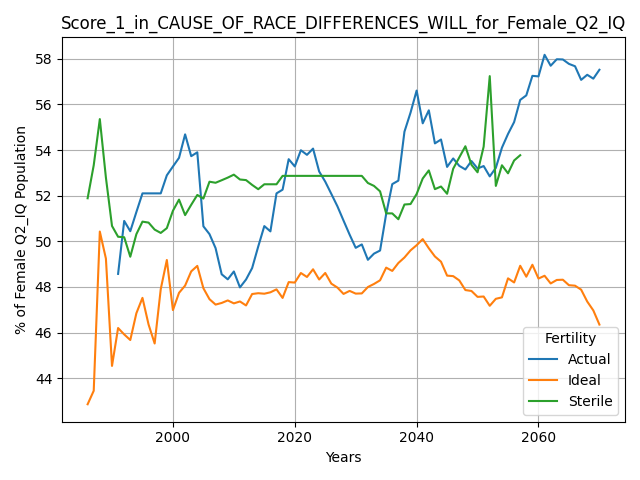 Score_1_in_CAUSE_OF_RACE_DIFFERENCES_WILL_for_Female_Q2_IQ
% of Female Q2_IQ Population
58
56
54
52
50
48
46
44
2000
2020
2040
2060
Years
Fertility
Actual
Ideal
Sterile